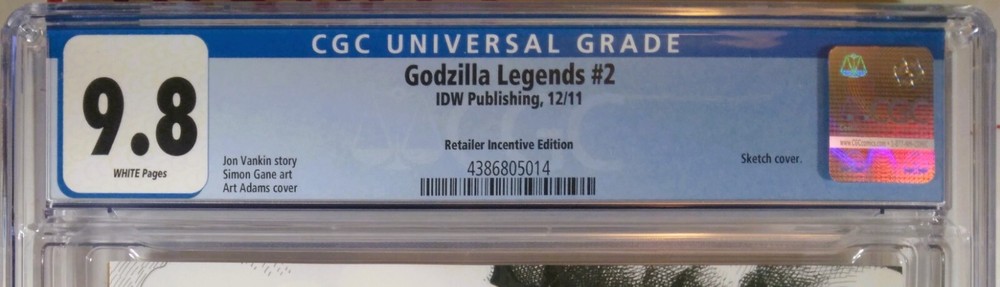 CGC UNIVERSAL GRADE
9.8
WHITE Pages
Godzilla Legends #2
IDW Publishing, 12/11
Retailer Incentive Edition
4386805014
Jon Vankin story
Simon Gane art
Art Adams cover
Sketch cover.
CGC